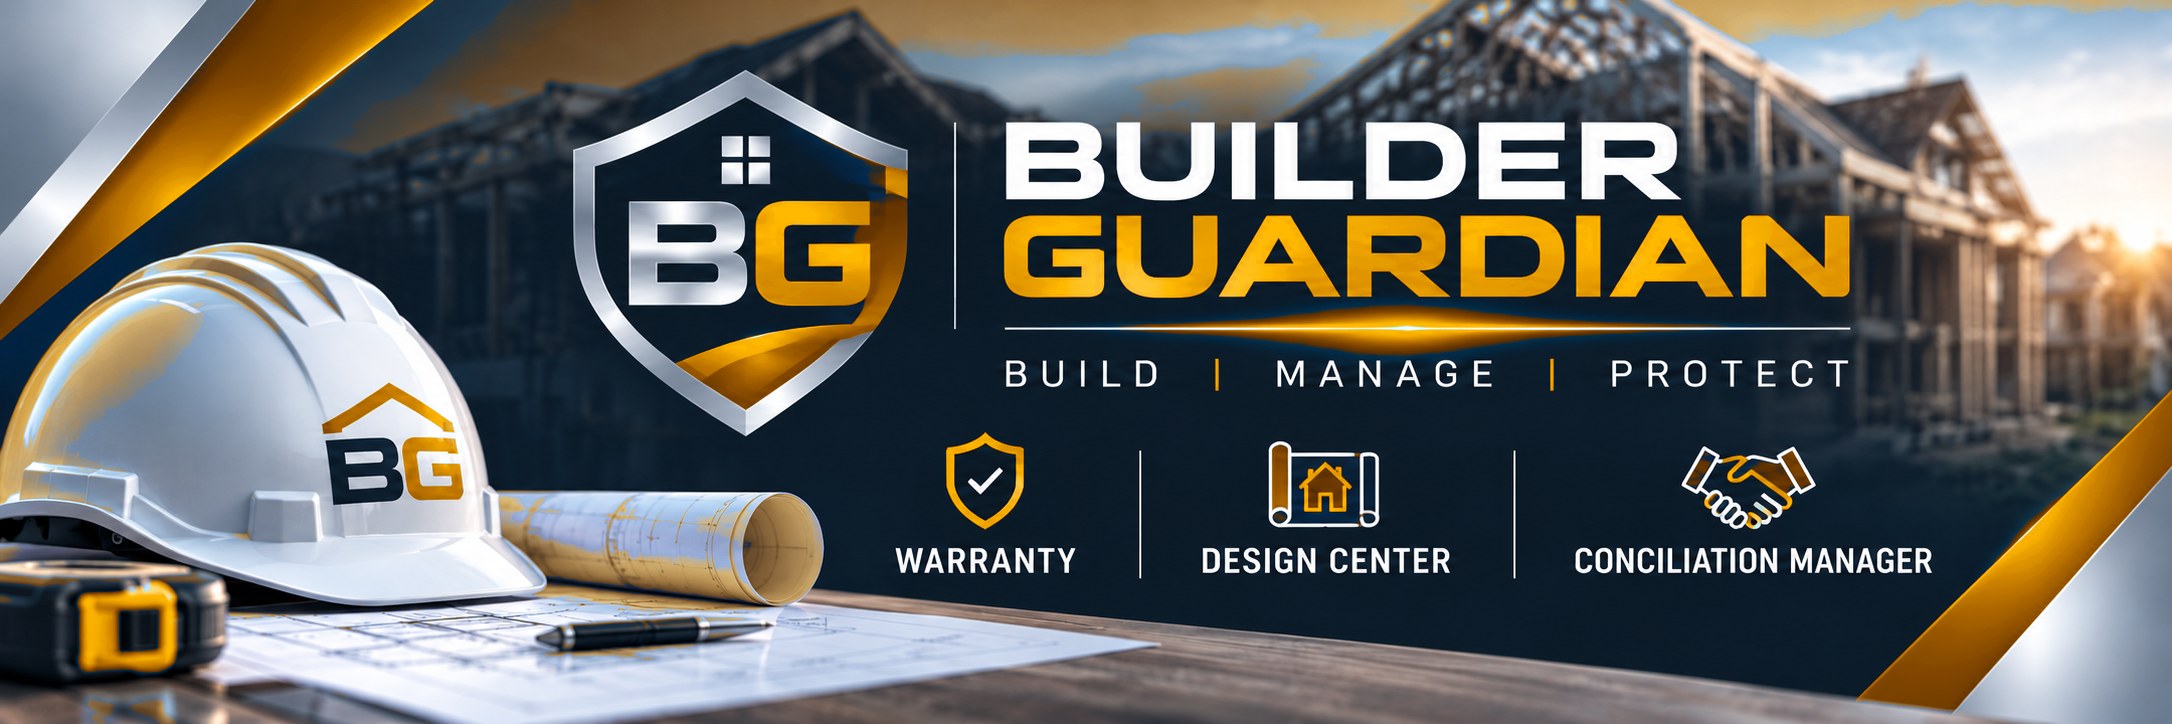 BG
BUILDER
GUARDIAN
BUILD | MANAGE | PROTECT
BG
WARRANTY
DESIGN CENTER
CONCILIATION MANAGER